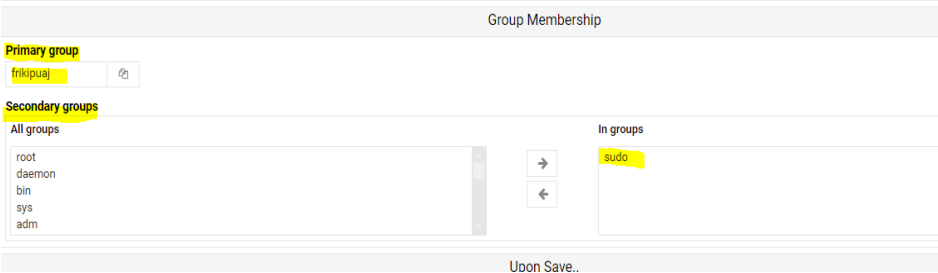 Group Membership
Primary group
frikipuaj
Secondary groups
All groups
In groups
root
daemon
bin
sys
adm
sudo
Upon Save..